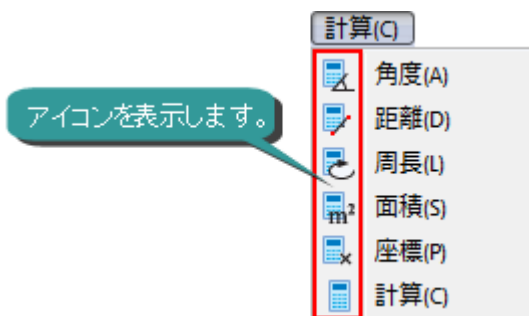 計算(C)
角度(A)
アイコンを表示します。
距離(D)
周長(L)
m²
面積(S)
座標(P)
計算(C)